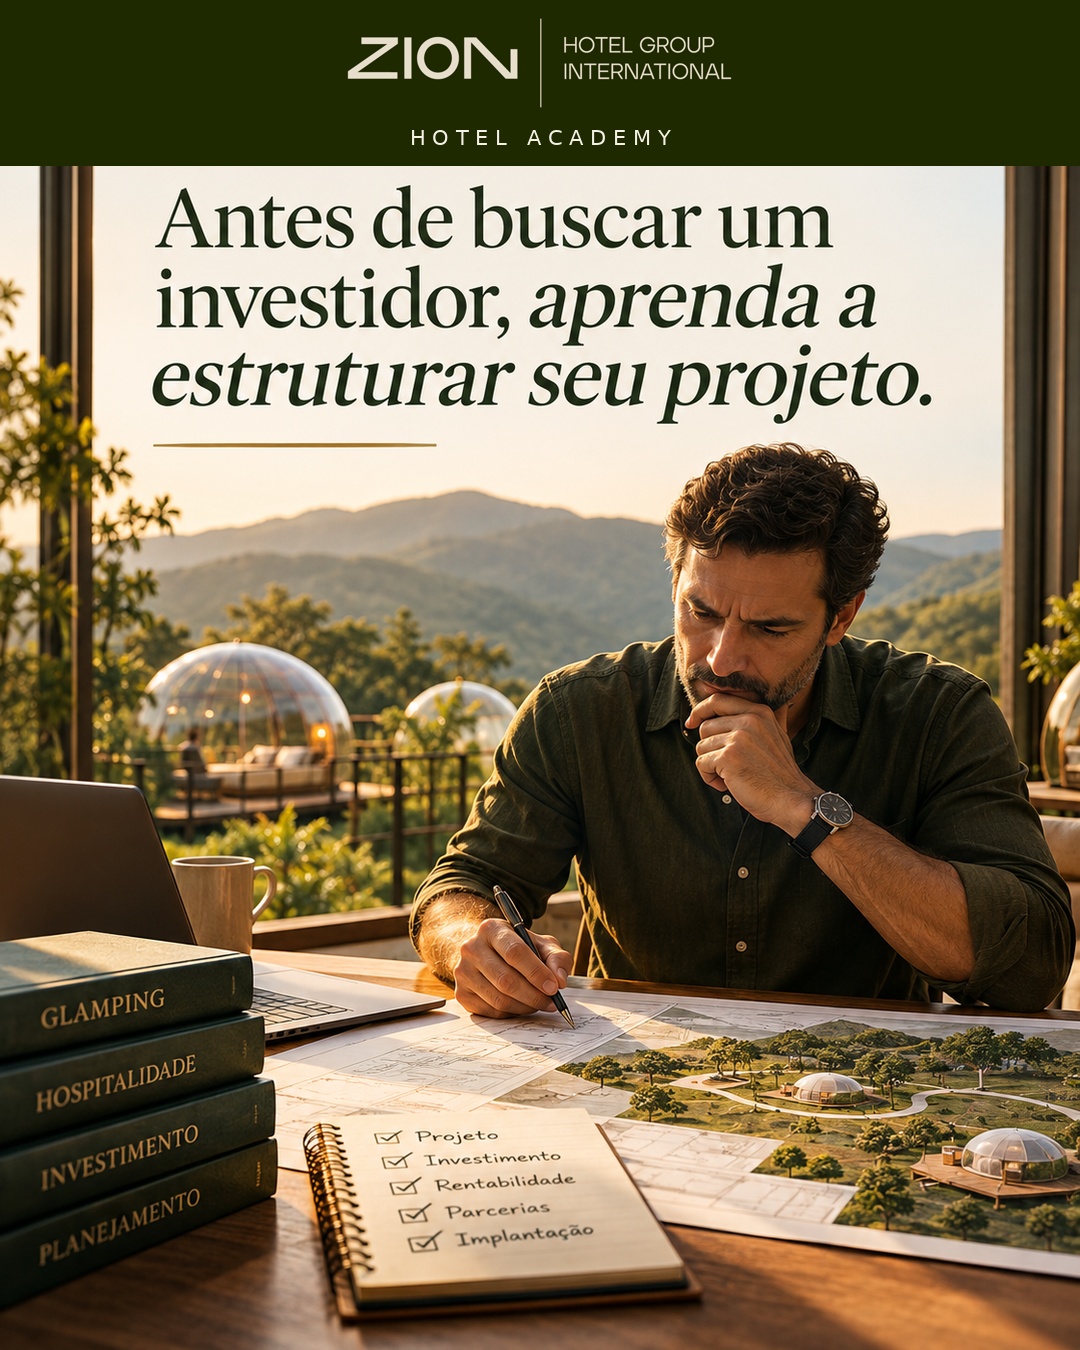 ZION
HOTEL GROUP
INTERNATIONAL
HOTEL ACADEMY
Antes de buscar um
investidor, aprenda a
estruturar seu projeto.
GLAMPING
HOSPITALIDADE
INVESTIMENTO
PLANEJAMENTO
Projeto
Investimento
Rentabilidade
Parcerias
Implantação